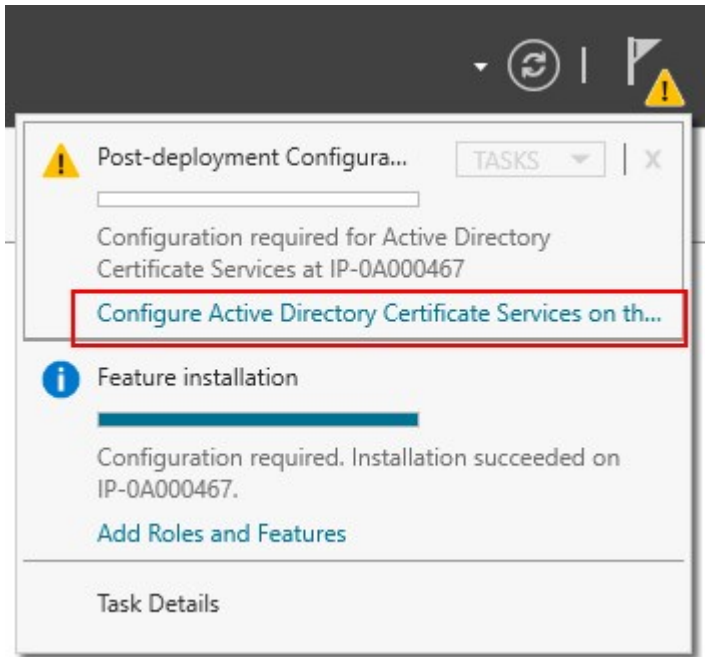 Post-deployment Configura...
TASKS
X
Configuration required for Active Directory
Certificate Services at IP-0A000467
Configure Active Directory Certificate Services on th...
Feature installation
Configuration required. Installation succeeded on
IP-0A000467.
Add Roles and Features
Task Details